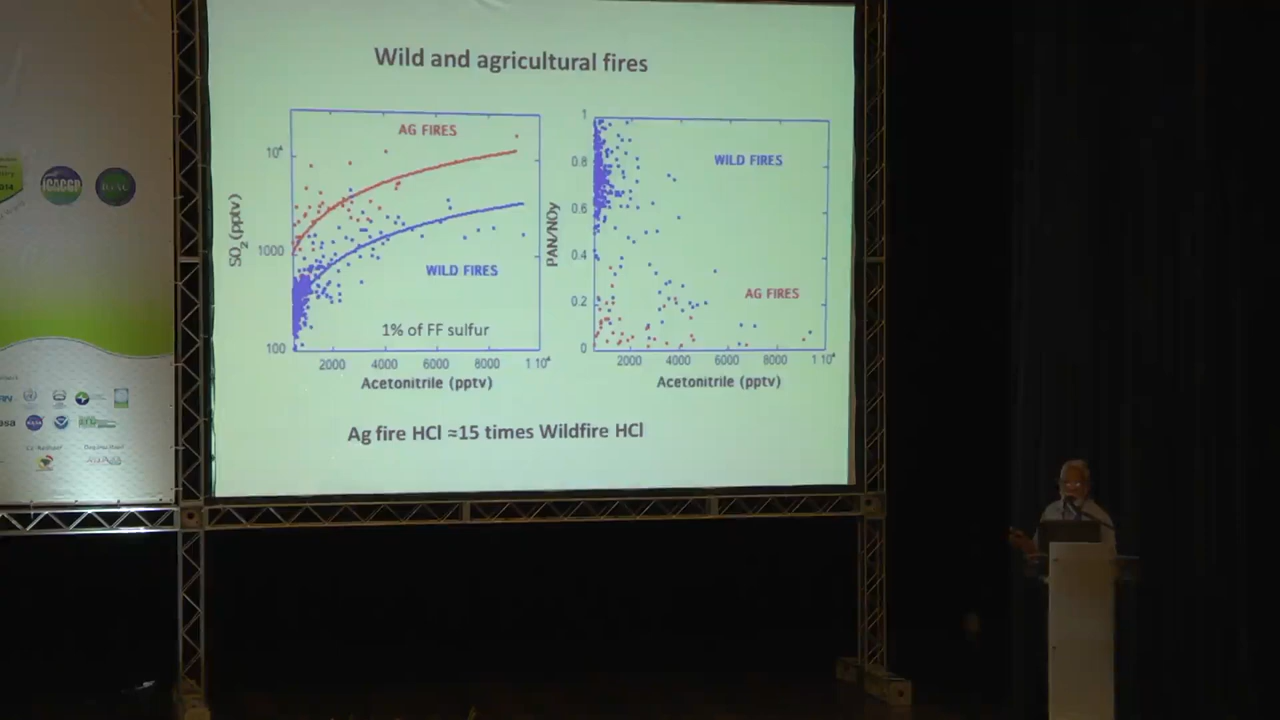 Wild and agricultural fires
AG FIRES
WILD FIRES
1% of FF sulfur
SO₂ (pptv)
10⁴
1000
100
2000 4000 6000 8000 1 10⁴
Acetonitrile (pptv)
WILD FIRES
AG FIRES
PAN/NOy
1
0.8
0.6
0.4
0.2
0
2000 4000 6000 8000 1 10⁴
Acetonitrile (pptv)
Ag fire HCl ≈15 times Wildfire HCl